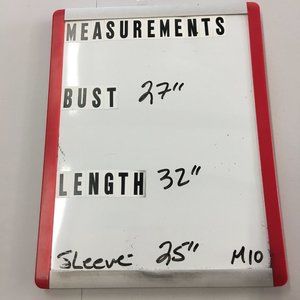 MEASUREMENTS
BUST 27"
LENGTH 32"
Sleeve- 25" M10